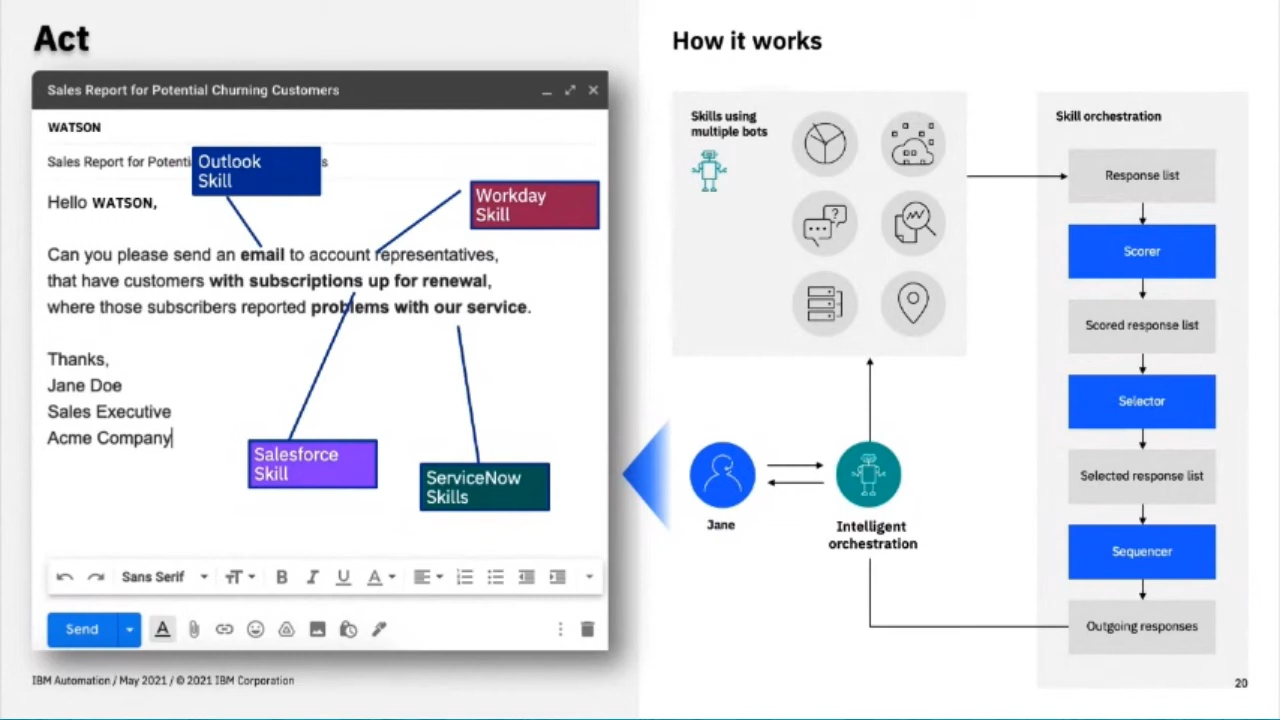 Act
Sales Report for Potential Churning Customers
WATSON
Sales Report for Potenti s
Outlook
Skill
Workday
Skill
Hello WATSON,
Can you please send an email to account representatives,
that have customers with subscriptions up for renewal,
where those subscribers reported problems with our service.
Thanks,
Jane Doe
Sales Executive
Acme Company
Salesforce
Skill
ServiceNow
Skills
Sans Serif
Send
IBM Automation / May 2021 / © 2021 IBM Corporation
How it works
Skills using
multiple bots
Jane
Intelligent
orchestration
Skill orchestration
Response list
Scorer
Scored response list
Selector
Selected response list
Sequencer
Outgoing responses
20